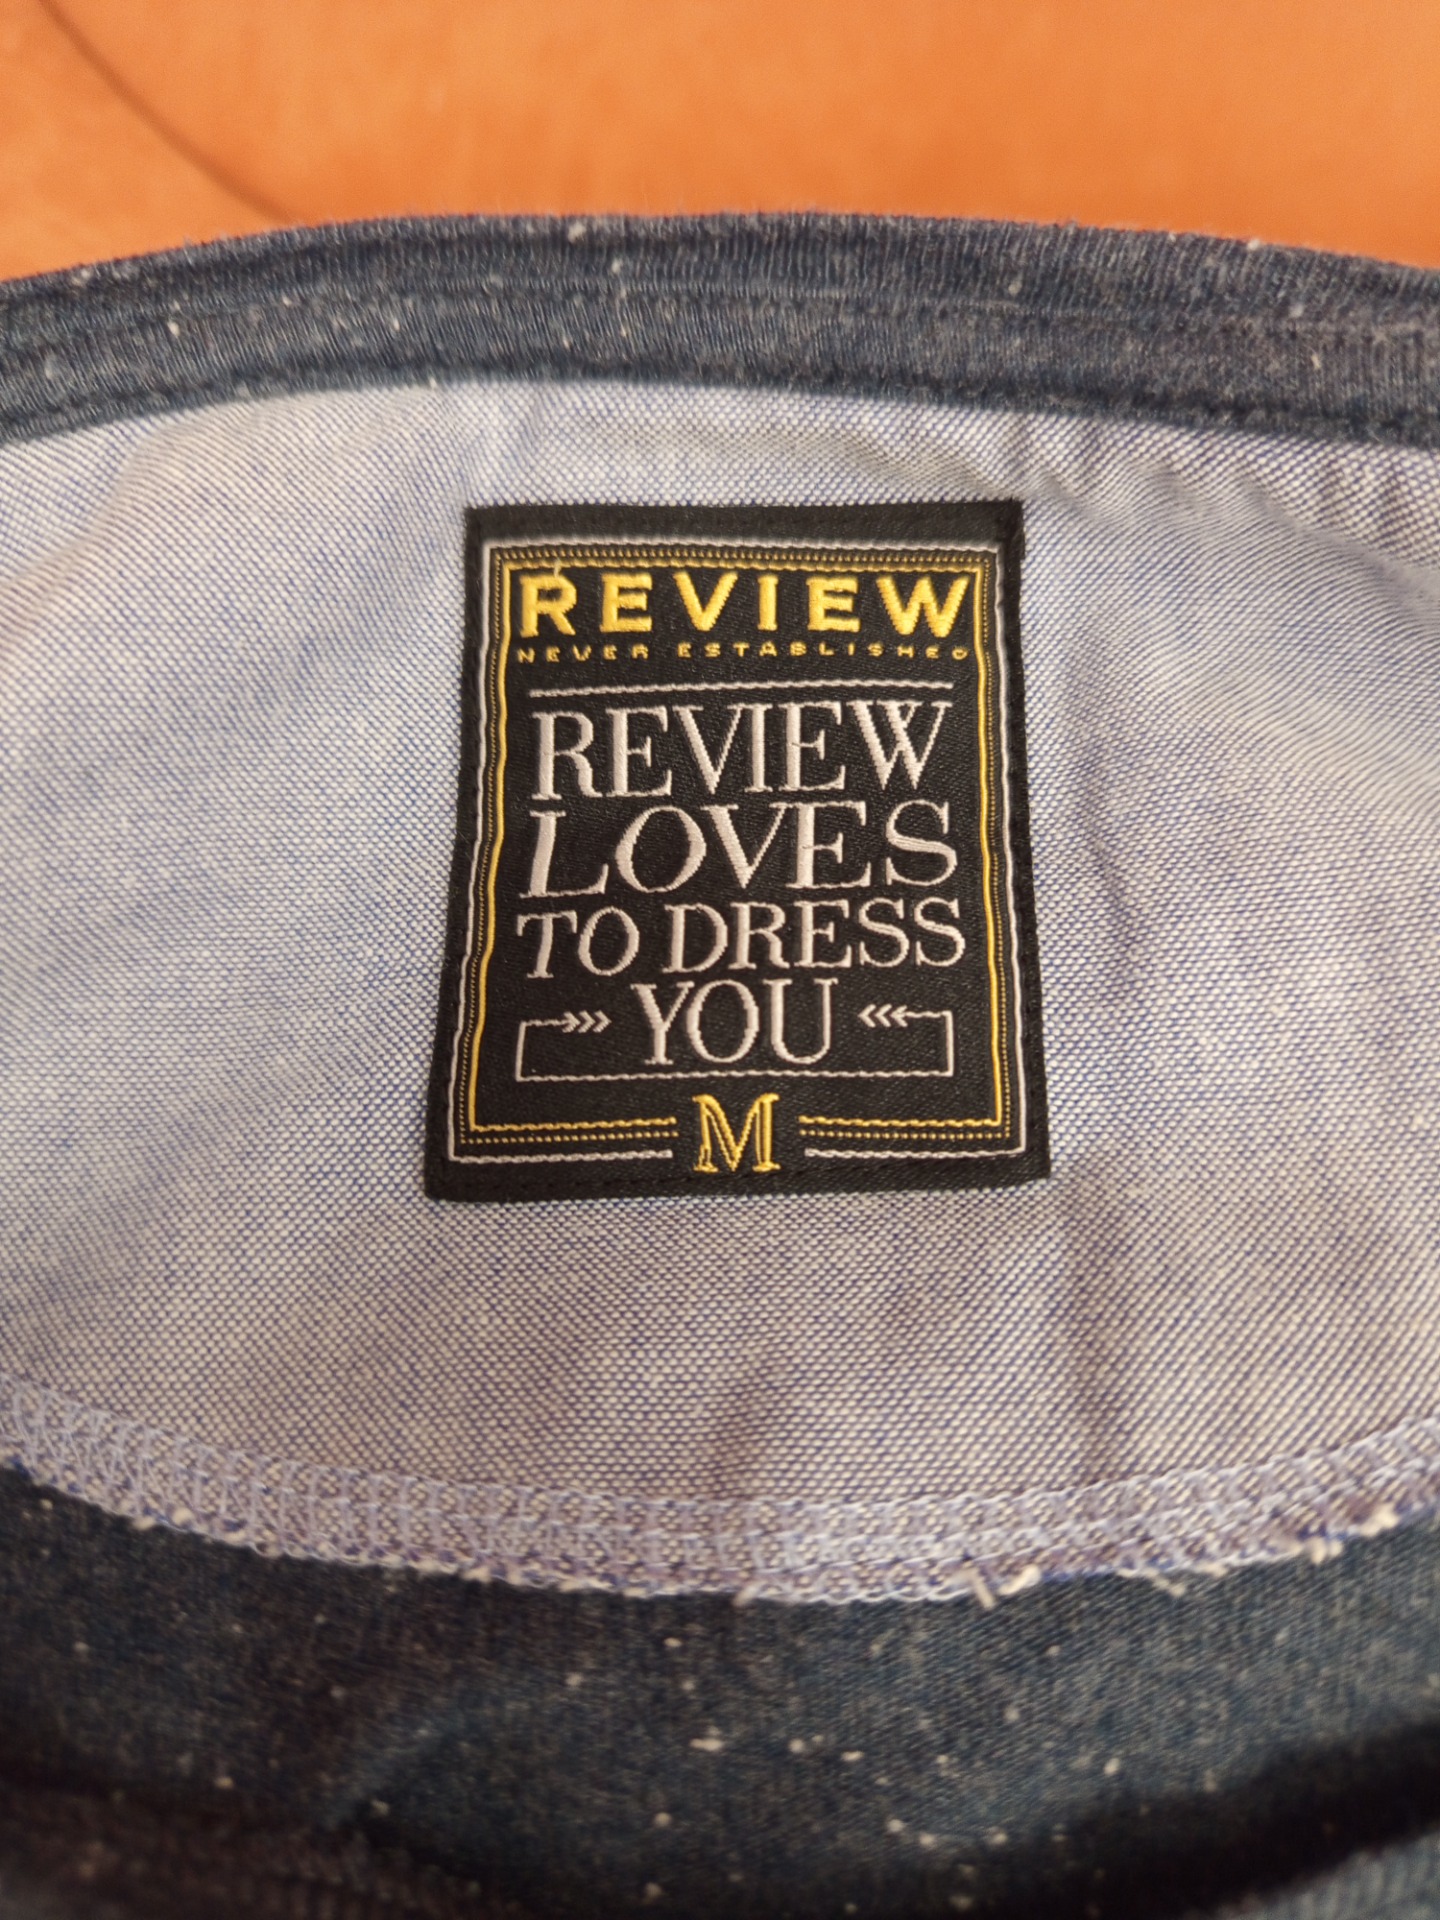 REVIEW
NEVER ESTABLISHED
REVIEW
LOVES
TO DRESS
YOU
M